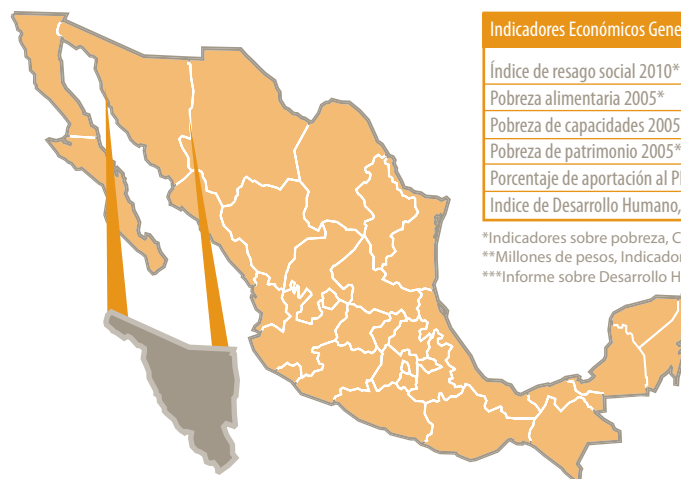 Indicadores Económicos Gene
Índice de resago social 2010*
Pobreza alimentaria 2005*
Pobreza de capacidades 2005
Pobreza de patrimonio 2005*
Porcentaje de aportación al P
Indice de Desarrollo Humano,
*Indicadores sobre pobreza, C
**Millones de pesos, Indicador
***Informe sobre Desarrollo H